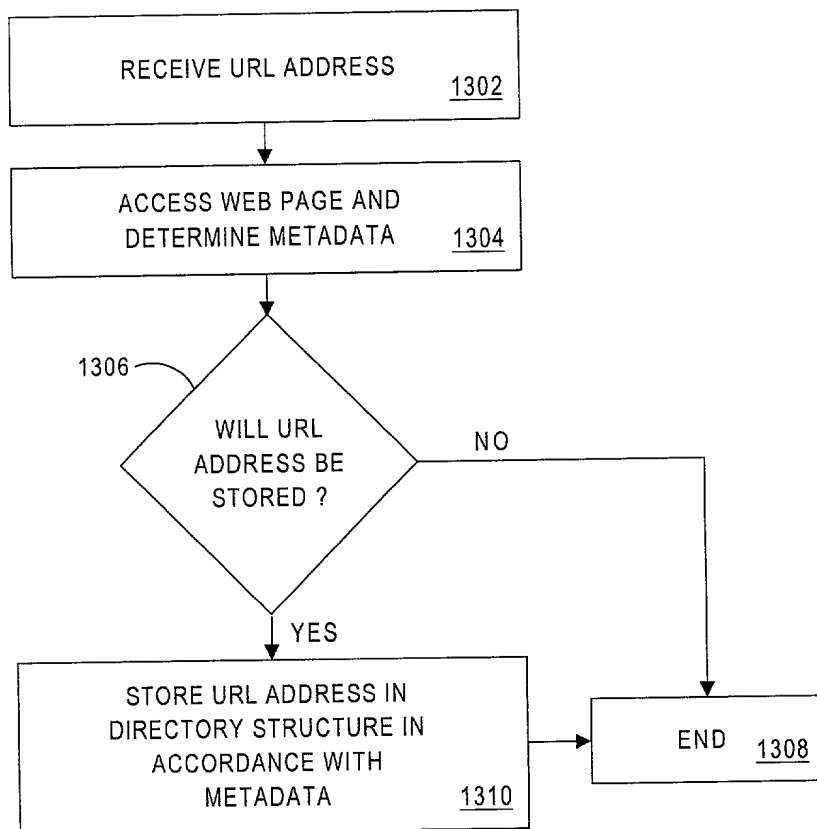 RECEIVE URL ADDRESS
1302
ACCESS WEB PAGE AND
DETERMINE METADATA
1304
1306
WILL URL
ADDRESS BE
STORED ?
NO
YES
STORE URL ADDRESS IN
DIRECTORY STRUCTURE IN
ACCORDANCE WITH
METADATA
1310
END
1308